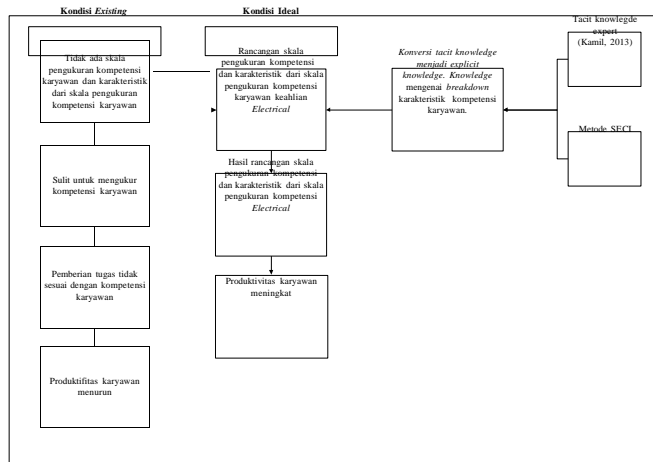 Kondisi Existing
Kondisi Ideal
Tidak ada skala
pengukuran kompetensi
karyawan dan karakteristik
dari skala pengukuran
kompetensi karyawan
Sulit untuk mengukur
kompetensi karyawan
Pemberian tugas tidak
sesuai dengan kompetensi
karyawan
Produktifitas karyawan
menurun
Rancangan skala
pengukuran kompetensi
dan karakteristik dari skala
pengukuran kompetensi
karyawan keahlian
Electrical
Hasil rancangan skala
pengukuran kompetensi
dan karakteristik dari skala
pengukuran kompetensi
Electrical
Produktivitas karyawan
meningkat
Konversi tacit knowledge
menjadi explicit
knowledge. Knowledge
mengenai breakdown
karakteristik kompetensi
karyawan.
Tacit knowlegde
expert
(Kamil, 2013)
Metode SECI